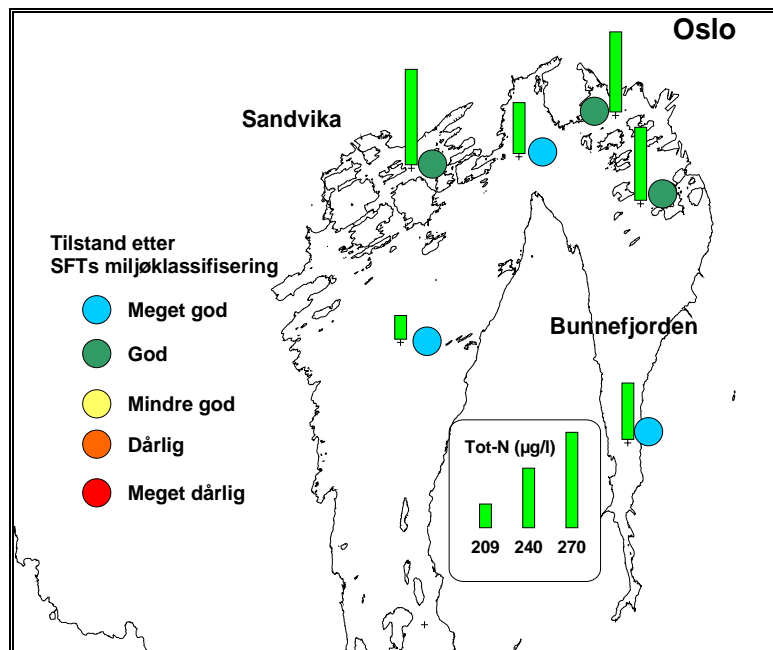 Oslo
Sandvika
Tilstand etter
SFTs miljøklassifisering
Meget god
God
Mindre god
Dårlig
Meget dårlig
Bunnefjorden
Tot-N (µg/l)
209 240 270